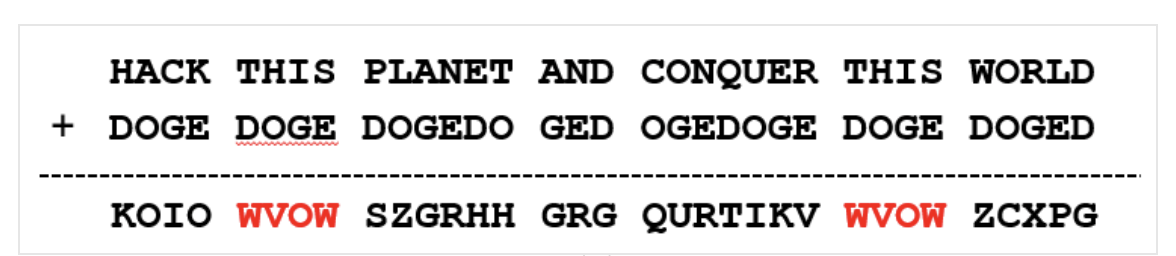 HACK THIS PLANET AND CONQUER THIS WORLD
+ DOGE DOGE DOGEDO GED OGEDOGE DOGE DOGED
KOIO WVOW SZGRHH GRG QURTIKV WVOW ZCXPG